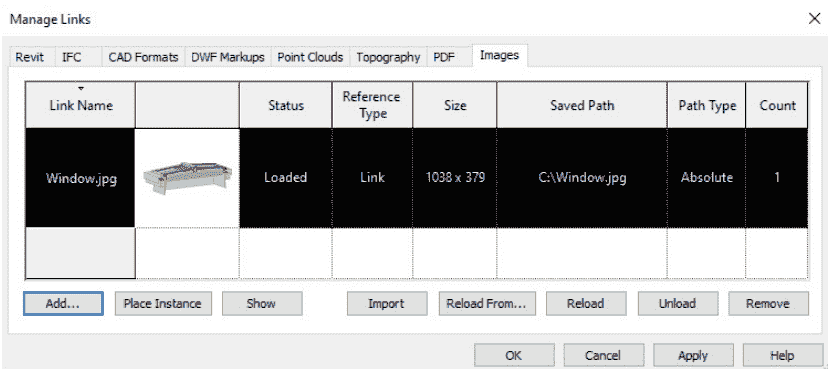 Manage Links
Revit IFC CAD Formats DWF Markups Point Clouds Topography PDF Images
Link Name Status Reference Type Size Saved Path Path Type Count
Window.jpg Loaded Link 1038 x 379 C:\Window.jpg Absolute 1
Add... Place Instance Show Import Reload From... Reload Unload Remove
OK Cancel Apply Help